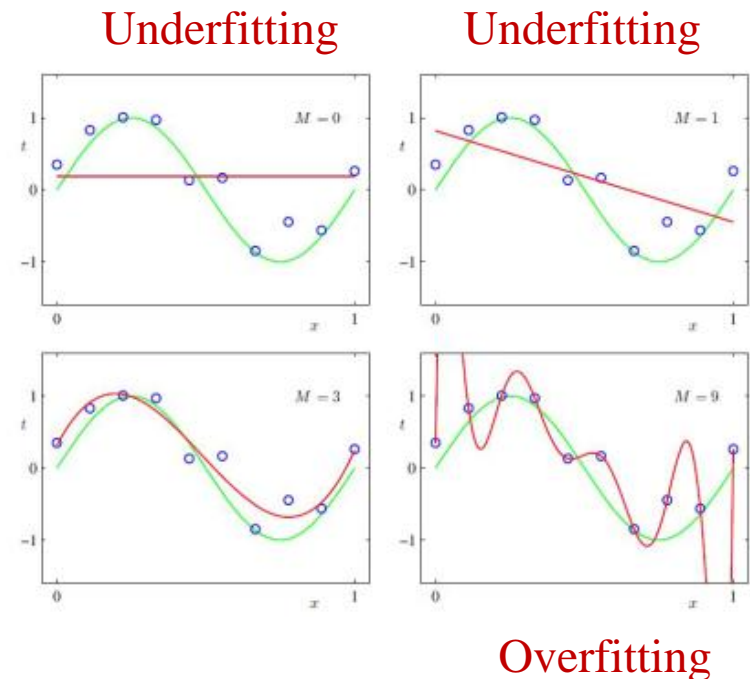 Underfitting Underfitting
1
t
0
-1
M = 0
0 x 1
1
t
0
-1
M = 1
0 x 1
1
t
0
-1
M = 3
0 x 1
1
t
0
-1
M = 9
0 x 1
Overfitting